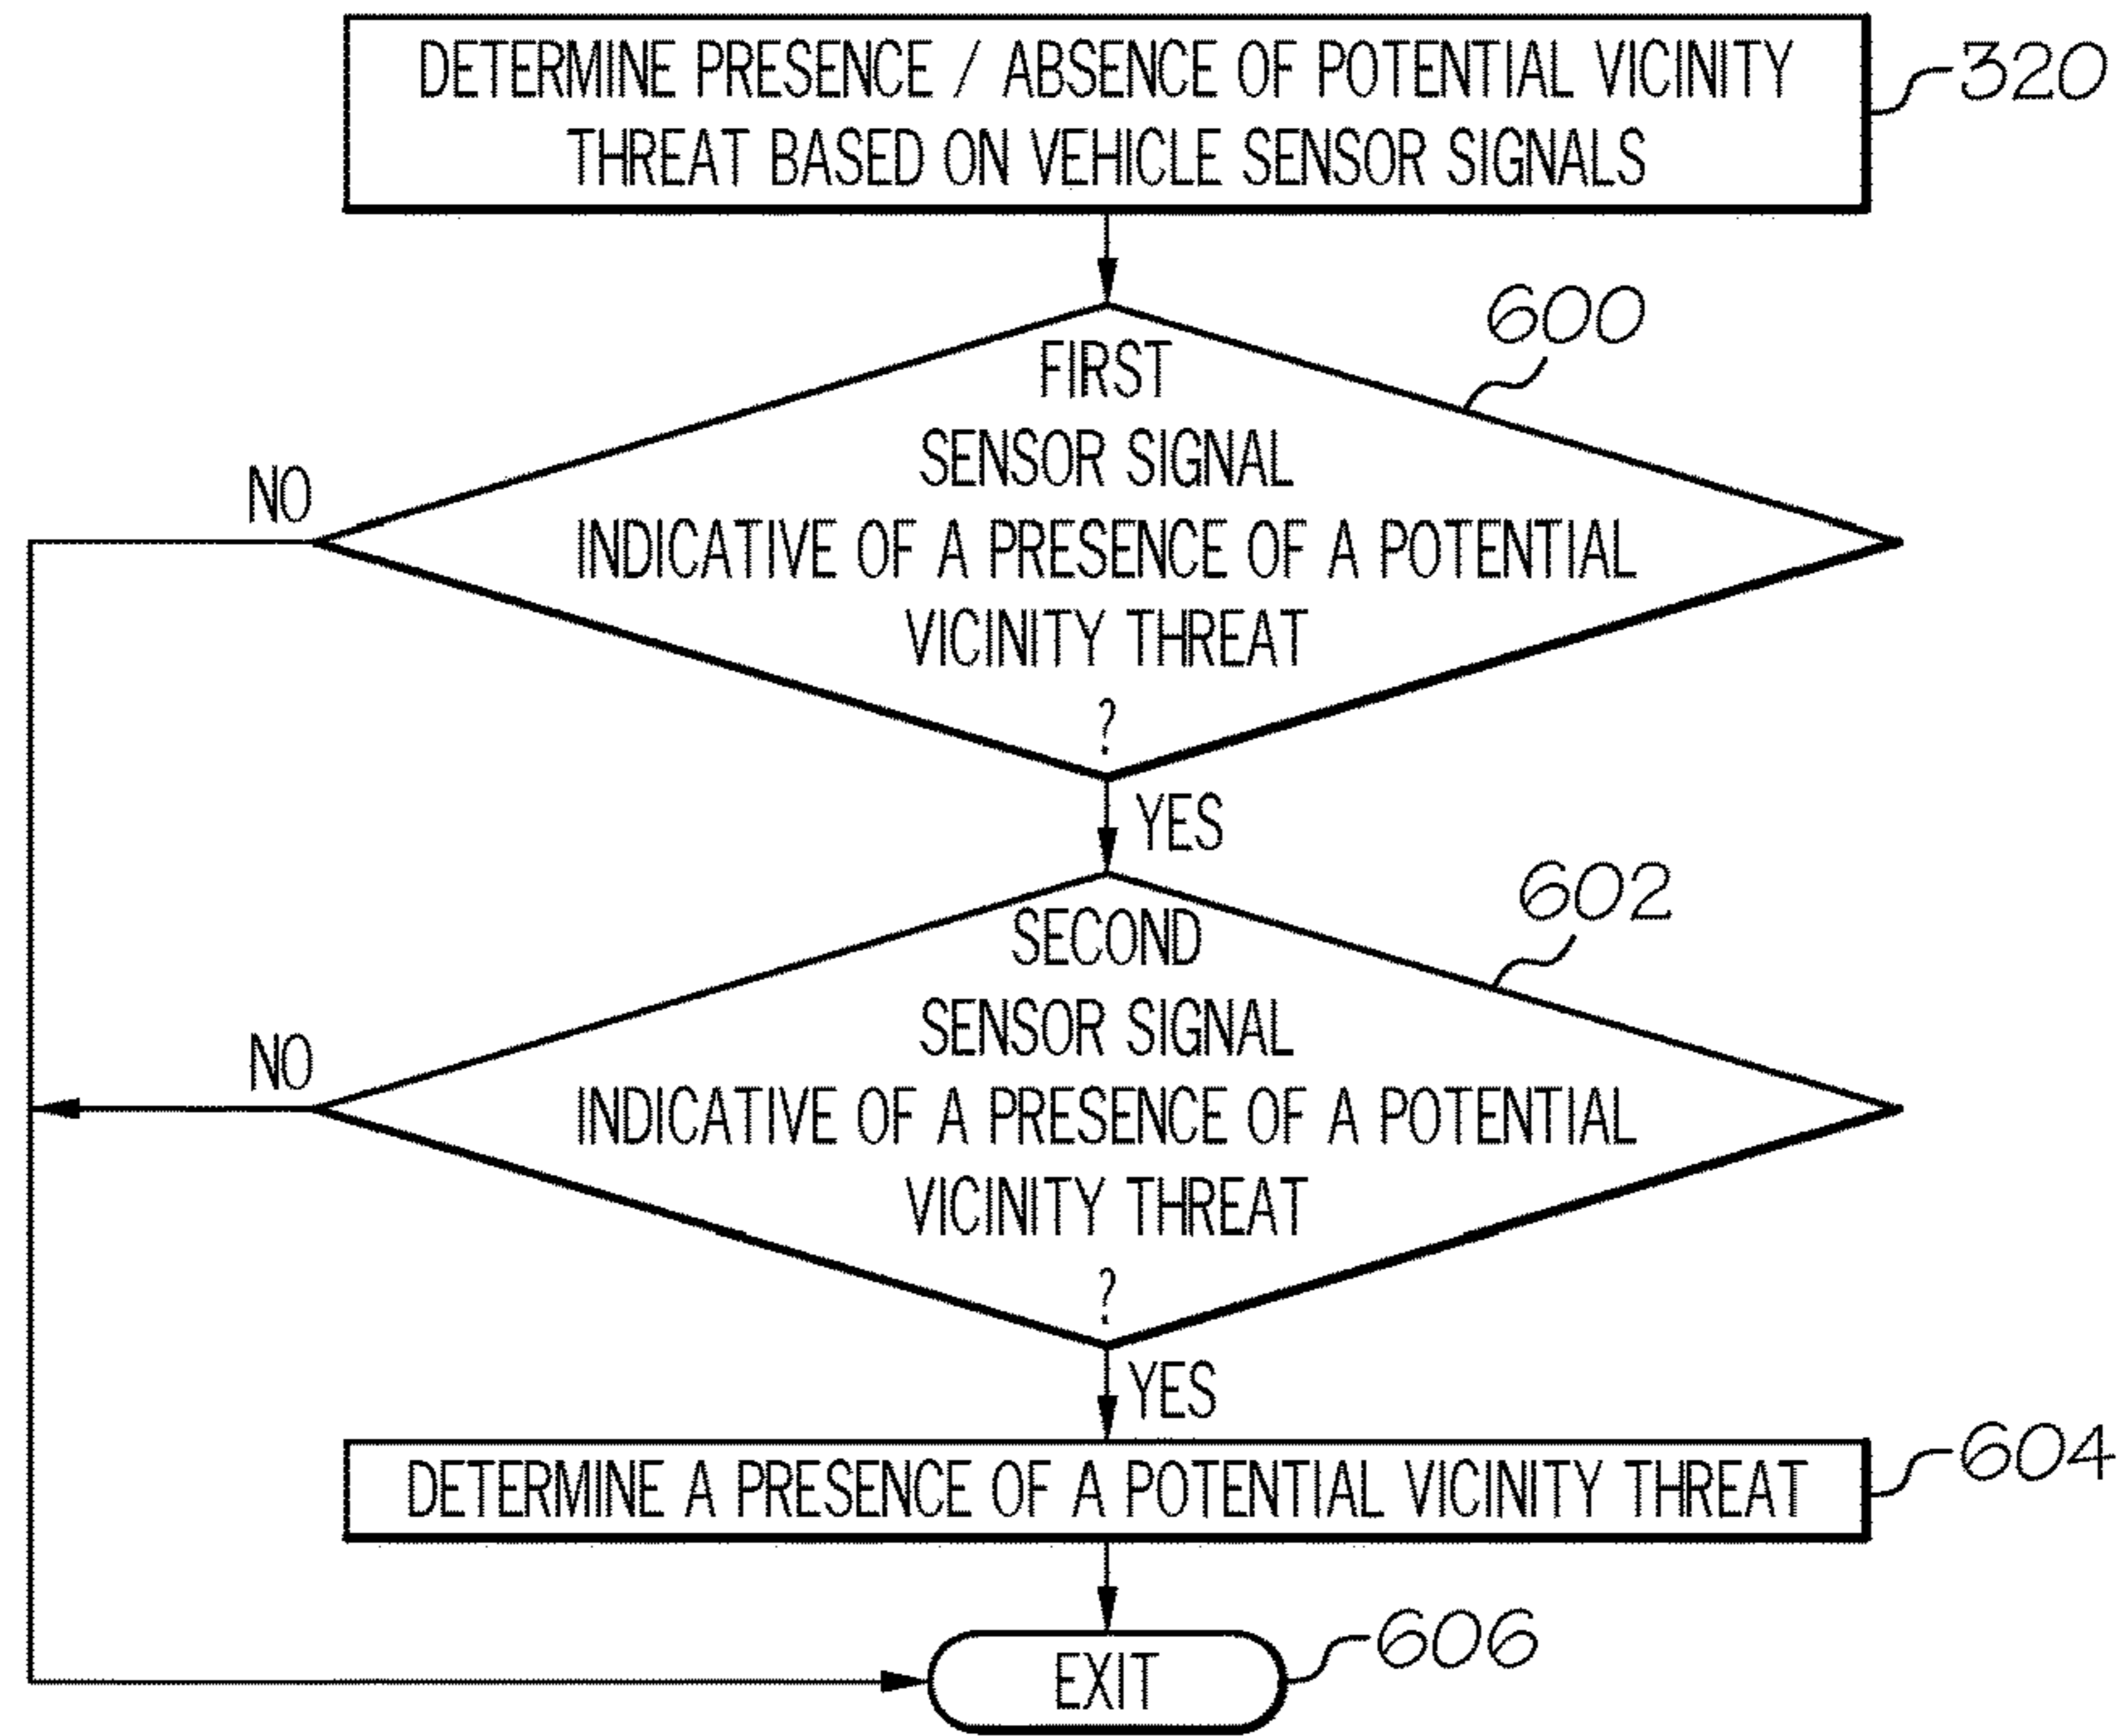 DETERMINE PRESENCE / ABSENCE OF POTENTIAL VICINITY
THREAT BASED ON VEHICLE SENSOR SIGNALS
320
600
FIRST
SENSOR SIGNAL
INDICATIVE OF A PRESENCE OF A POTENTIAL
VICINITY THREAT
?
NO
YES
602
SECOND
SENSOR SIGNAL
INDICATIVE OF A PRESENCE OF A POTENTIAL
VICINITY THREAT
?
NO
YES
DETERMINE A PRESENCE OF A POTENTIAL VICINITY THREAT
604
EXIT
606